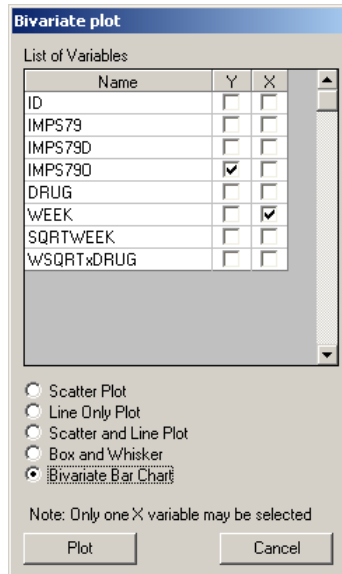 Bivariate plot
List of Variables
Name Y X
ID
IMPS79
IMPS79D
IMPS79O
DRUG
WEEK
SQRTWEEK
WSQRTxDRUG
Scatter Plot
Line Only Plot
Scatter and Line Plot
Box and Whisker
Bivariate Bar Chart
Note: Only one X variable may be selected
Plot Cancel